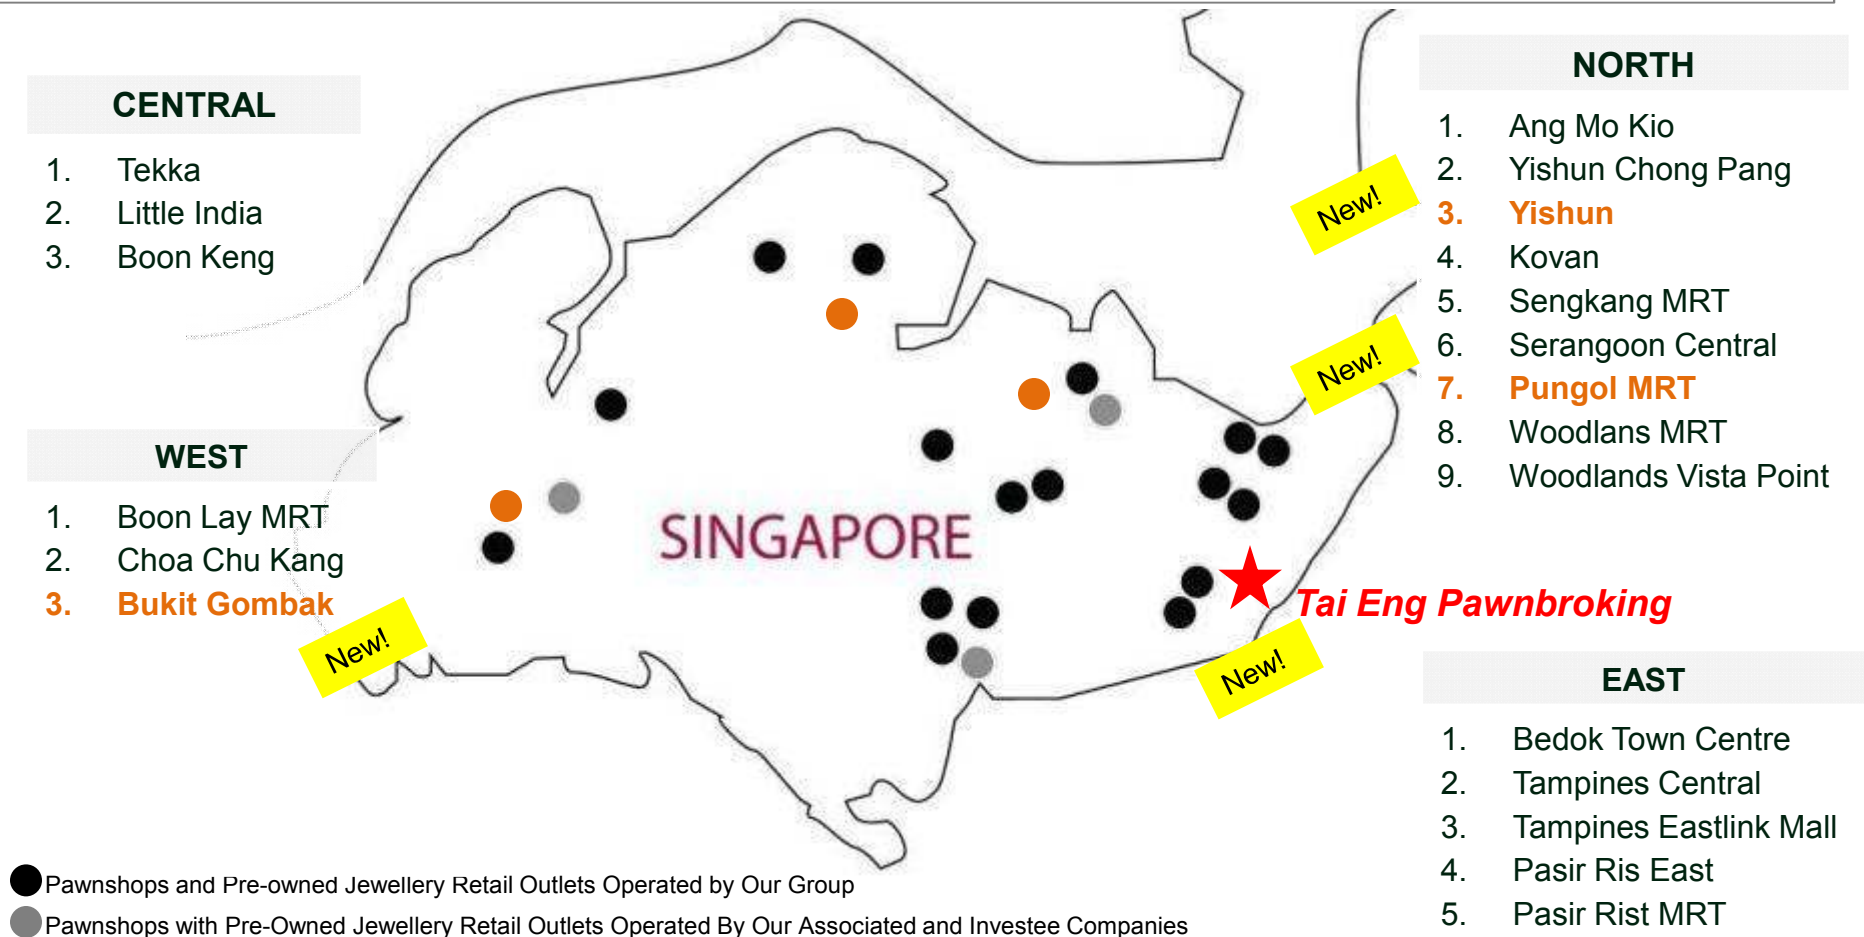 CENTRAL
1. Tekka
2. Little India
3. Boon Keng
WEST
1. Boon Lay MRT
2. Choa Chu Kang
3. Bukit Gombak
New!
SINGAPORE
NORTH
1. Ang Mo Kio
2. Yishun Chong Pang
3. Yishun
4. Kovan
5. Sengkang MRT
6. Serangoon Central
7. Pungol MRT
8. Woodlans MRT
9. Woodlands Vista Point
New!
New!
Tai Eng Pawnbroking
New!
EAST
1. Bedok Town Centre
2. Tampines Central
3. Tampines Eastlink Mall
4. Pasir Ris East
5. Pasir Rist MRT
Pawnshops and Pre-owned Jewellery Retail Outlets Operated by Our Group
Pawnshops with Pre-Owned Jewellery Retail Outlets Operated By Our Associated and Investee Companies